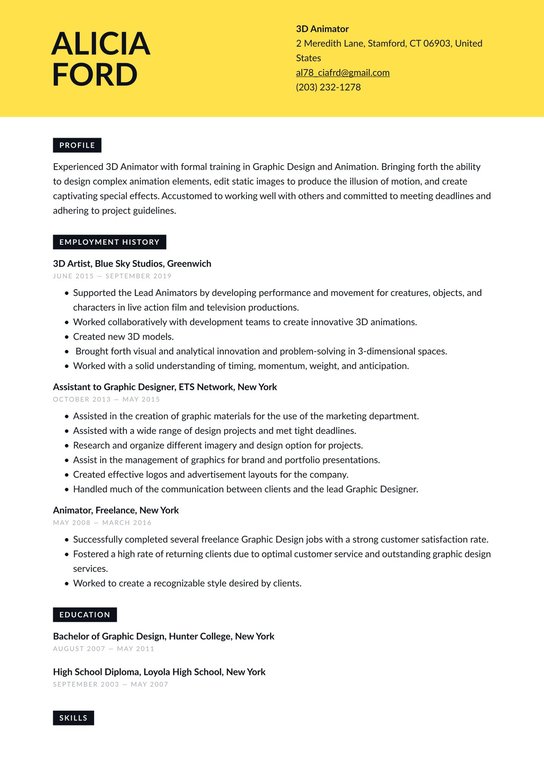 ALICIA
FORD
3D Animator
2 Meredith Lane, Stamford, CT 06903, United
States
al78_ciafrd@gmail.com
(203) 232-1278
PROFILE
Experienced 3D Animator with formal training in Graphic Design and Animation. Bringing forth the ability
to design complex animation elements, edit static images to produce the illusion of motion, and create
captivating special effects. Accustomed to working well with others and committed to meeting deadlines and
adhering to project guidelines.
EMPLOYMENT HISTORY
3D Artist, Blue Sky Studios, Greenwich
JUNE 2015 — SEPTEMBER 2019
• Supported the Lead Animators by developing performance and movement for creatures, objects, and
characters in live action film and television productions.
• Worked collaboratively with development teams to create innovative 3D animations.
• Created new 3D models.
• Brought forth visual and analytical innovation and problem-solving in 3-dimensional spaces.
• Worked with a solid understanding of timing, momentum, weight, and anticipation.
Assistant to Graphic Designer, ETS Network, New York
OCTOBER 2013 — MAY 2015
• Assisted in the creation of graphic materials for the use of the marketing department.
• Assisted with a wide range of design projects and met tight deadlines.
• Research and organize different imagery and design option for projects.
• Assist in the management of graphics for brand and portfolio presentations.
• Created effective logos and advertisement layouts for the company.
• Handled much of the communication between clients and the lead Graphic Designer.
Animator, Freelance, New York
MAY 2008 — MARCH 2016
• Successfully completed several freelance Graphic Design jobs with a strong customer satisfaction rate.
• Fostered a high rate of returning clients due to optimal customer service and outstanding graphic design
services.
• Worked to create a recognizable style desired by clients.
EDUCATION
Bachelor of Graphic Design, Hunter College, New York
AUGUST 2007 — MAY 2011
High School Diploma, Loyola High School, New York
SEPTEMBER 2003 — MAY 2007
SKILLS